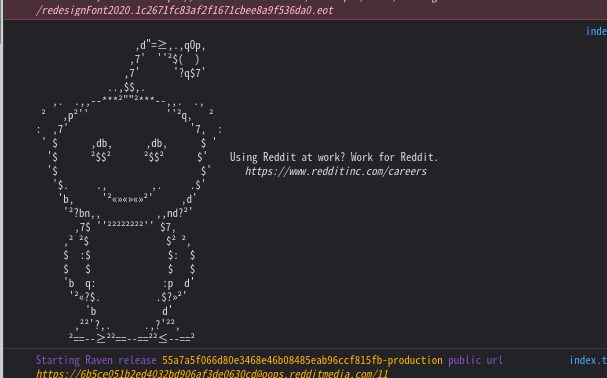 /redesignFont2020.1c2671fc83af2f1671cbee8a9f536da0.eot
inde
Using Reddit at work? Work for Reddit.
https://www.redditinc.com/careers
Starting Raven release 55a7a5f066d80e3468e46b08485eab96ccf815fb-production public url
index.t
https://6b5ce051b2ed4032bd906af3de0630cd@oops.redditmedia.com/11